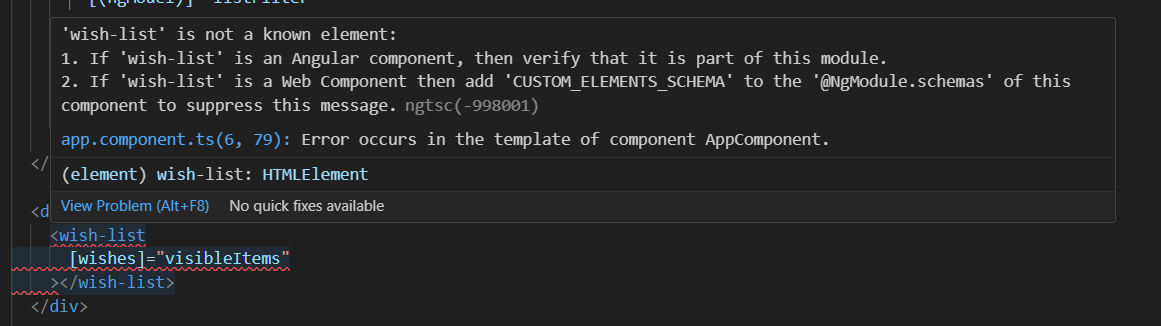 'wish-list' is not a known element:
1. If 'wish-list' is an Angular component, then verify that it is part of this module.
2. If 'wish-list' is a Web Component then add 'CUSTOM_ELEMENTS_SCHEMA' to the '@NgModule.schemas' of this
component to suppress this message. ngtsc(-998001)
app.component.ts(6, 79): Error occurs in the template of component AppComponent.
</
(element) wish-list: HTMLElement
View Problem (Alt+F8) No quick fixes available
<d
<wish-list
[wishes]="visibleItems"
></wish-list>
</div>